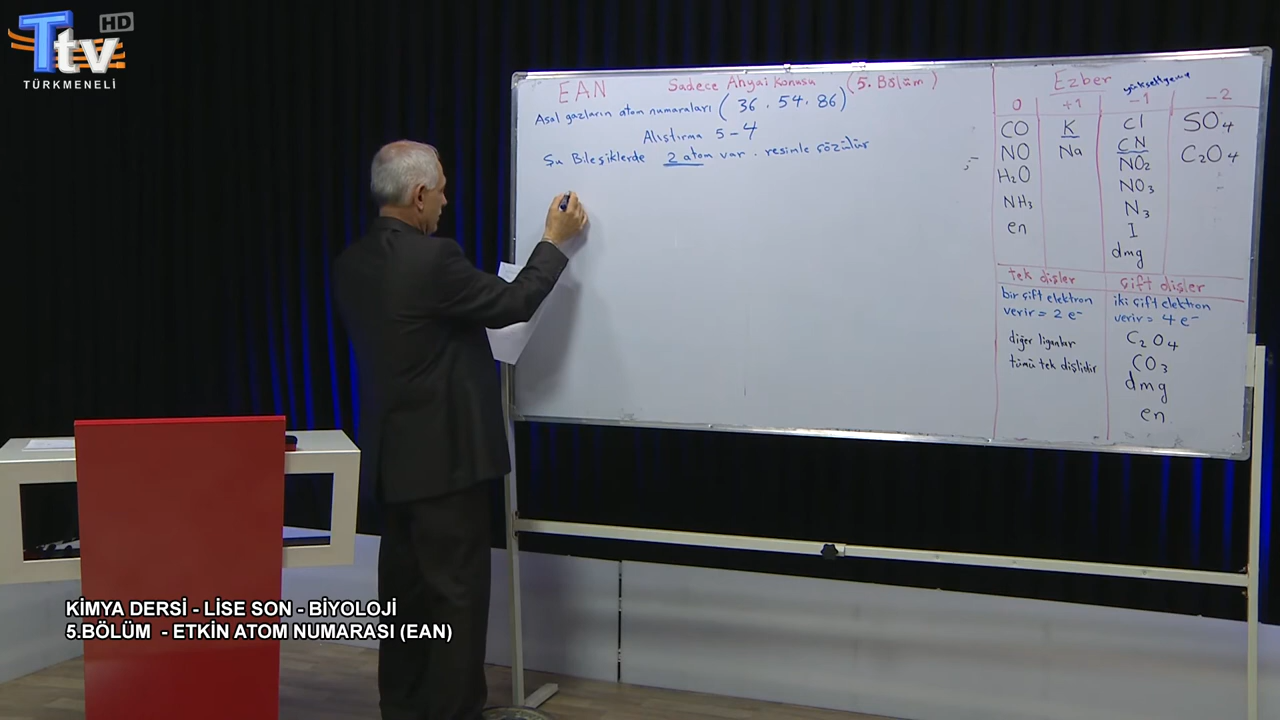 Ttv HD
TÜRKMENELİ
EAN Sadece Ahyai Konusu (5. Bölüm)
Asal gazların atom numaraları (36 . 54 . 86)
Alıştırma 5-4
Şu Bileşiklerde 2 atom var . resimle çözülür
Ezber
0 +1 -1 -2
CO K Cl SO4
NO Na CN C2O4
H2O NO2
NH3 NO3
en N3
I
dmg
tek dişler çift dişler
bir çift elektron iki çift elektron
verir = 2 e- verir = 4 e-
diğer liganlar C2O4
tümü tek dişlidir CO3
dmg
en
KİMYA DERSİ - LİSE SON - BİYOLOJİ
5.BÖLÜM - ETKİN ATOM NUMARASI (EAN)